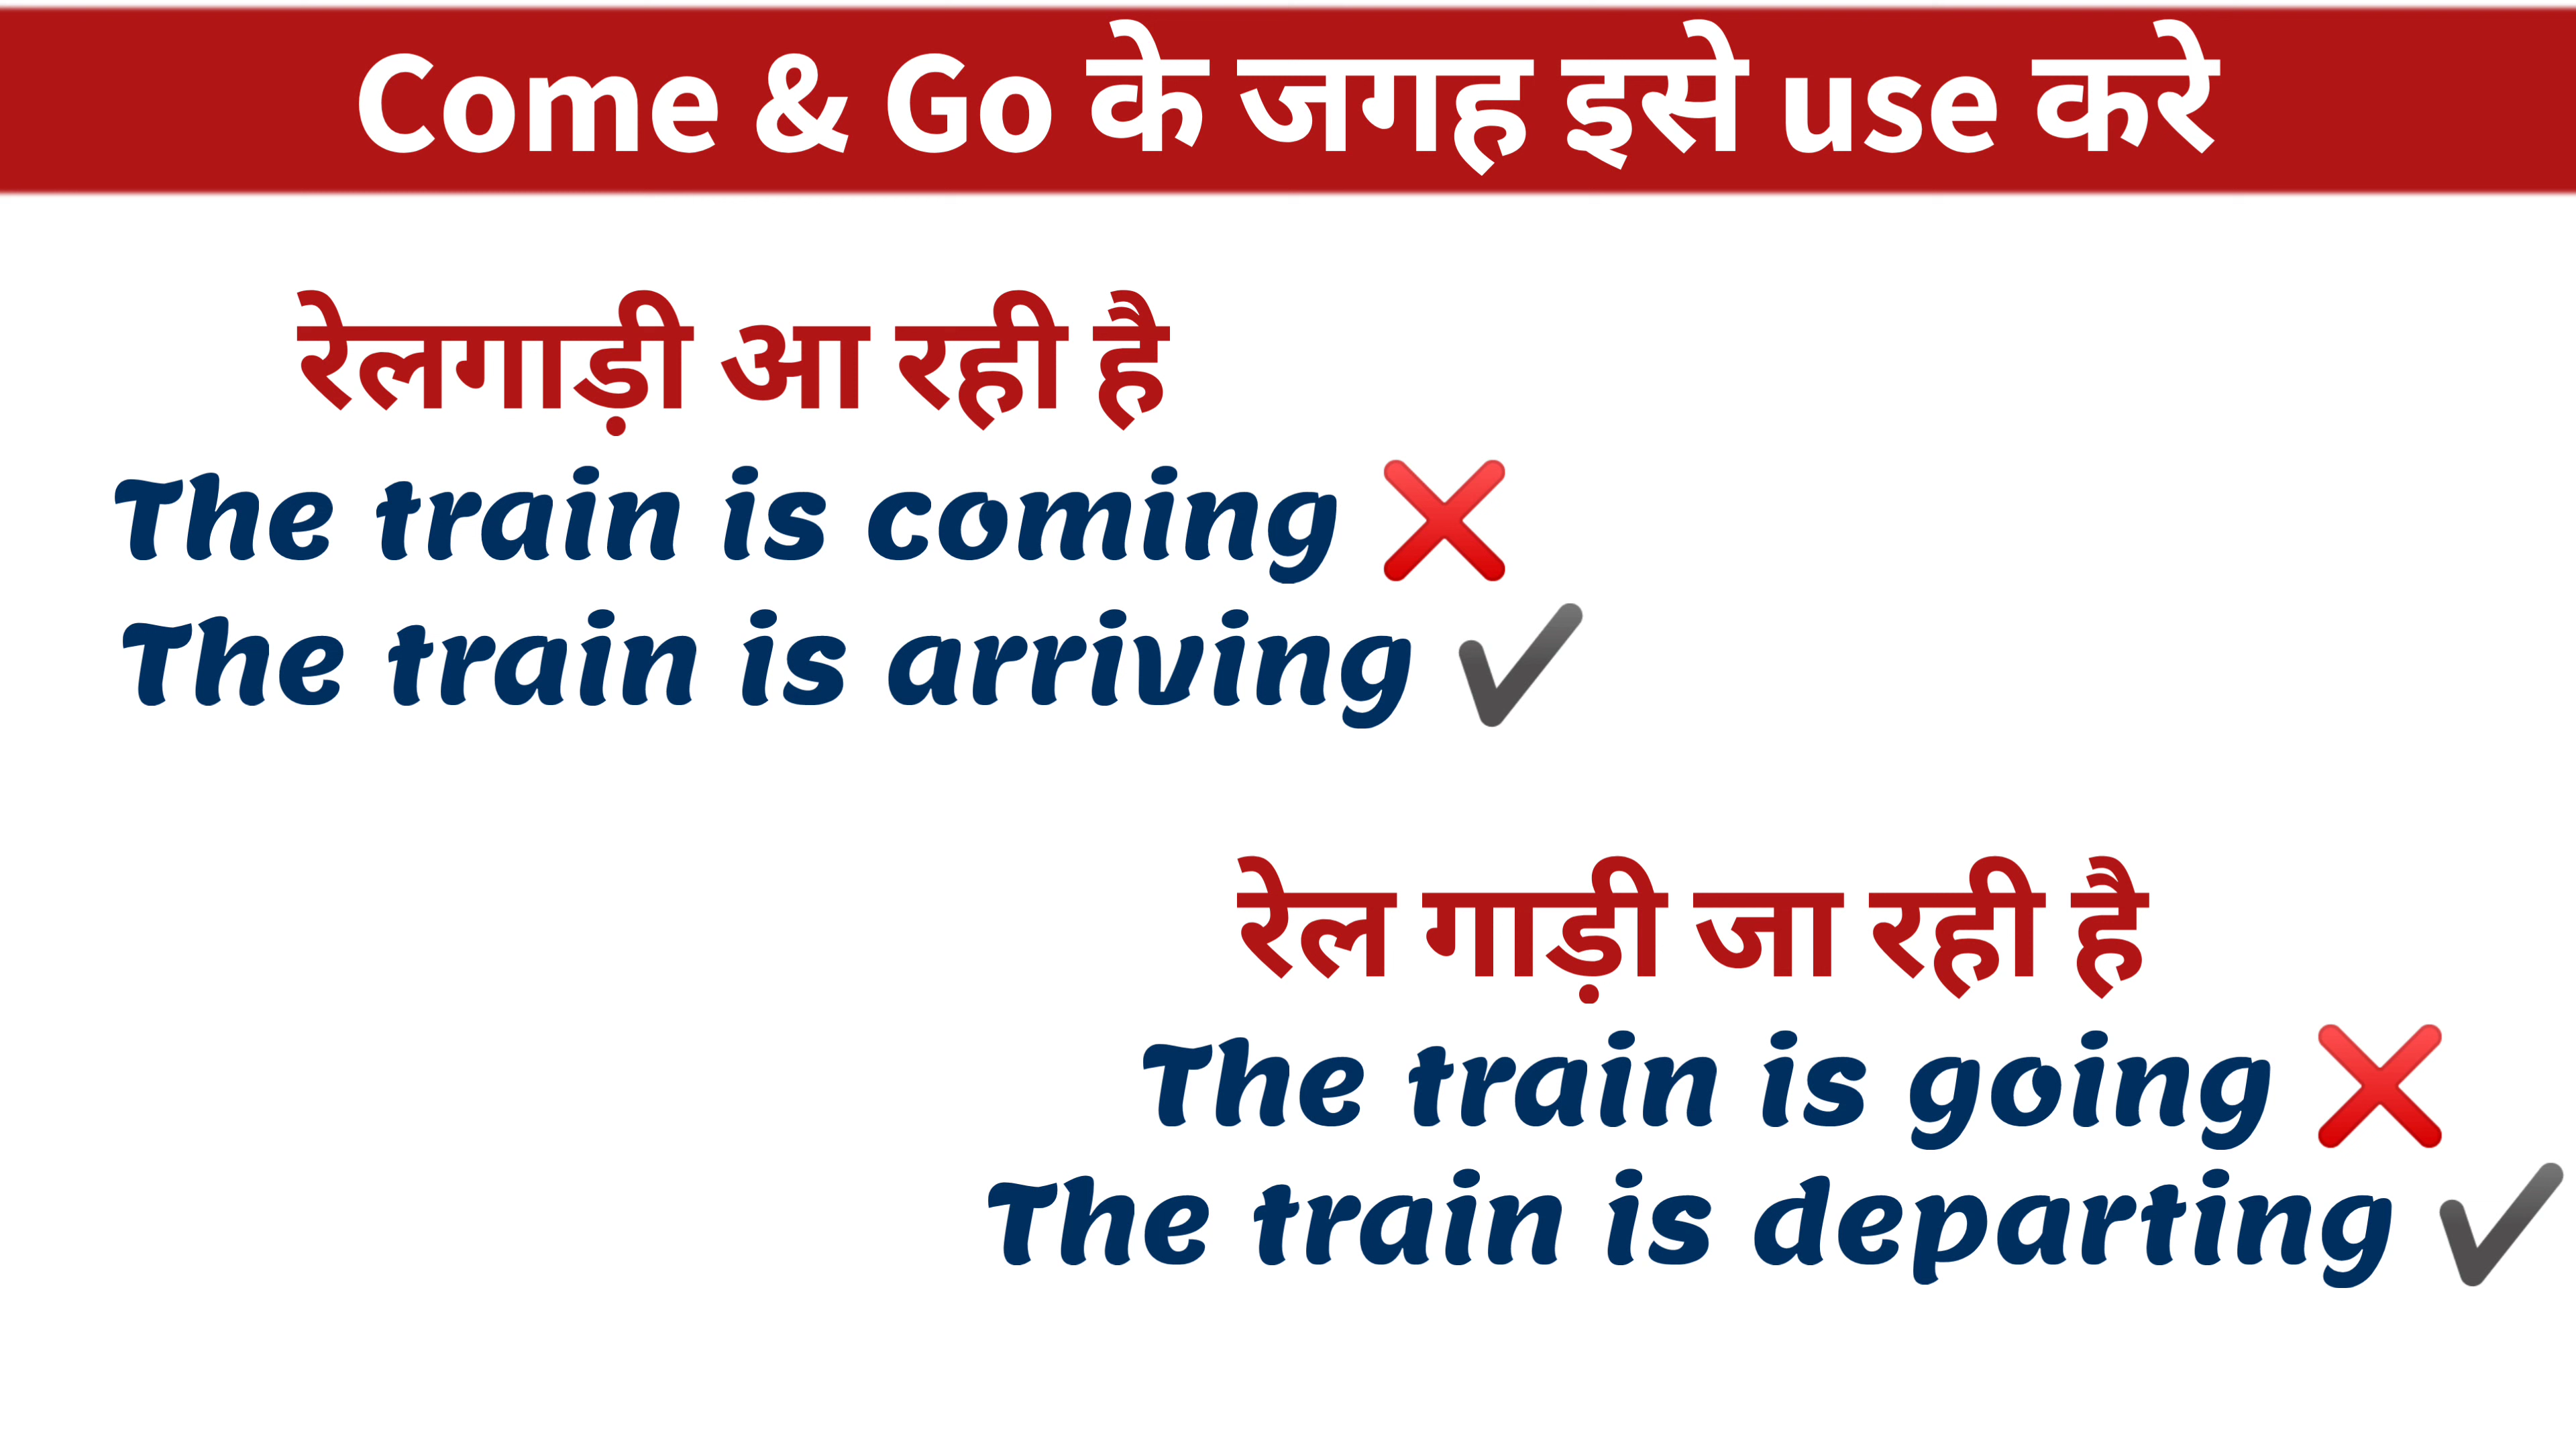 Come & Go के जगह इसे use करे
रेलगाड़ी आ रही है
The train is coming ❌
The train is arriving ✔
रेल गाड़ी जा रही है
The train is going ❌
The train is departing ✔